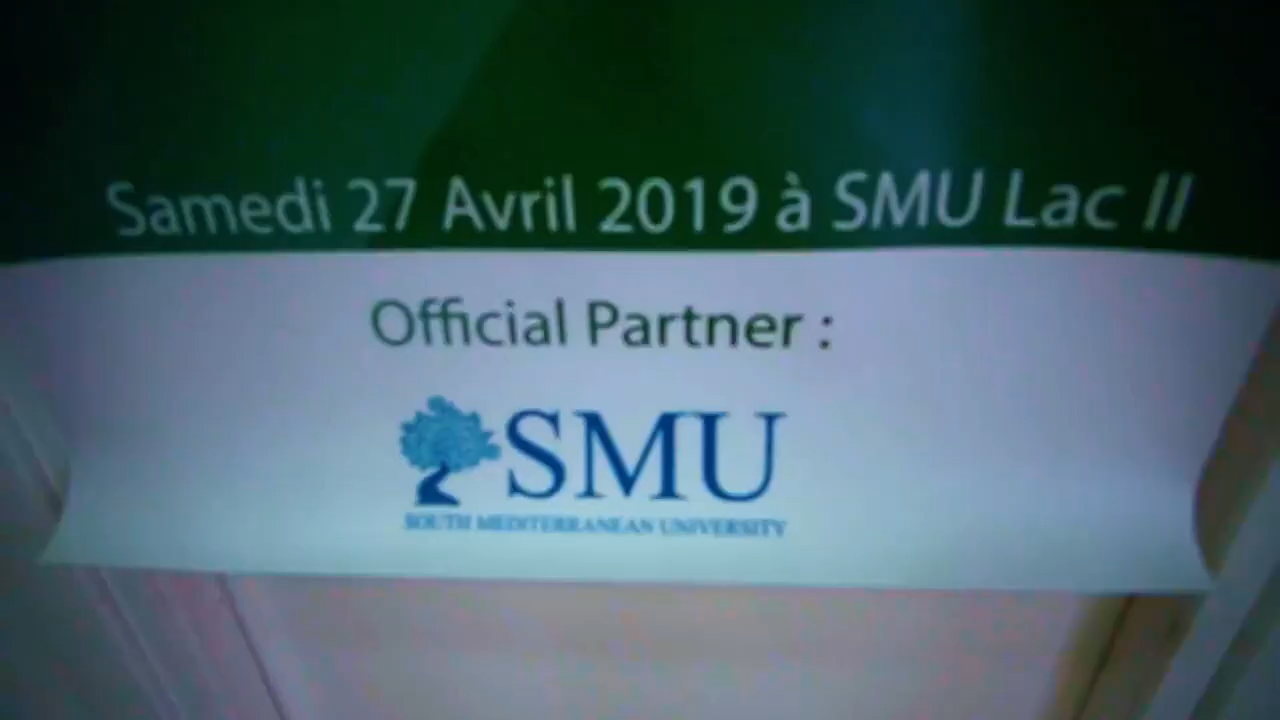 Samedi 27 Avril 2019 à SMU Lac II
Official Partner :
SMU
SOUTH MEDITERRANEAN UNIVERSITY